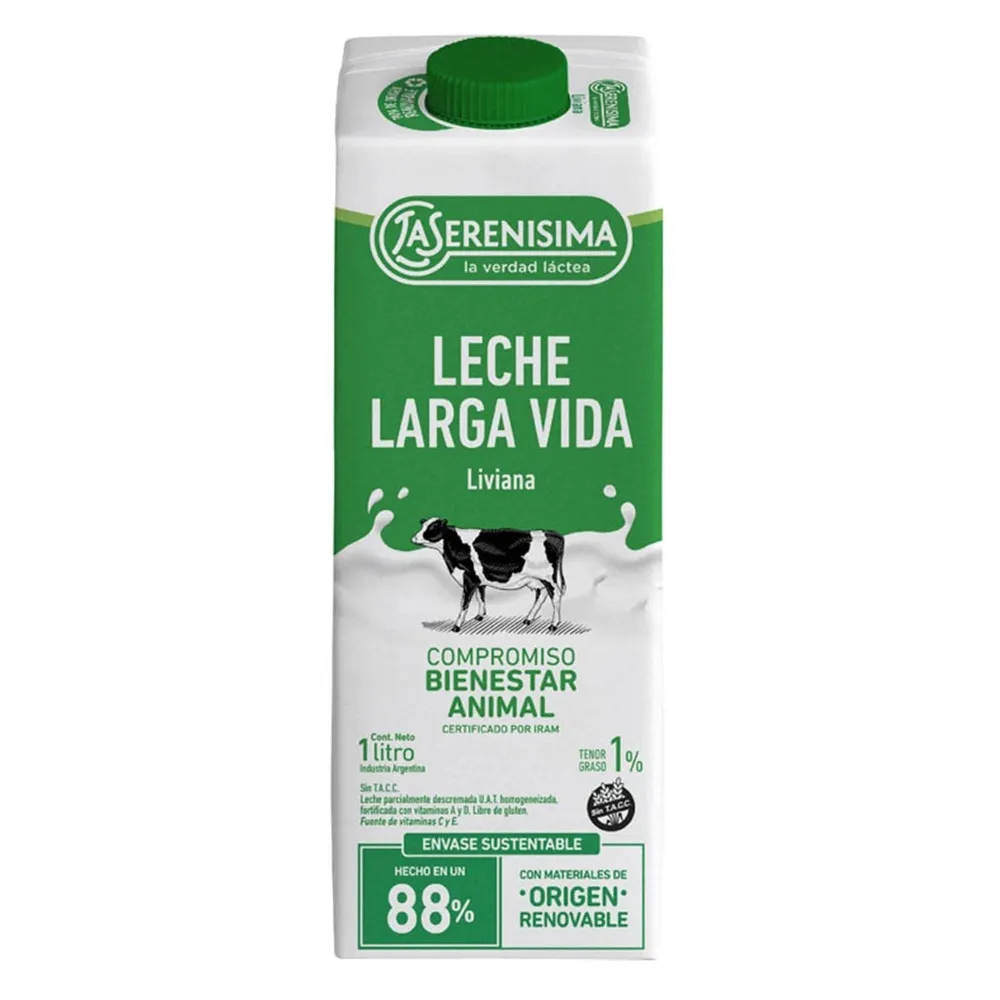 LA SERENISIMA
LA SERENISIMA
la verdad láctea
LECHE
LARGA VIDA
Liviana
COMPROMISO
BIENESTAR
ANIMAL
CERTIFICADO POR IRAM
Cont. Neto
1 litro
Industria Argentina
TENOR
GRASO 1%
Sin T.A.C.C.
Leche parcialmente descremada U.A.T. homogeneizada,
fortificada con vitaminas A y D. Libre de gluten.
Fuente de vitaminas C y E.
Sin T.A.C.C.
ENVASE SUSTENTABLE
HECHO EN UN
88%
CON MATERIALES DE
• ORIGEN •
RENOVABLE